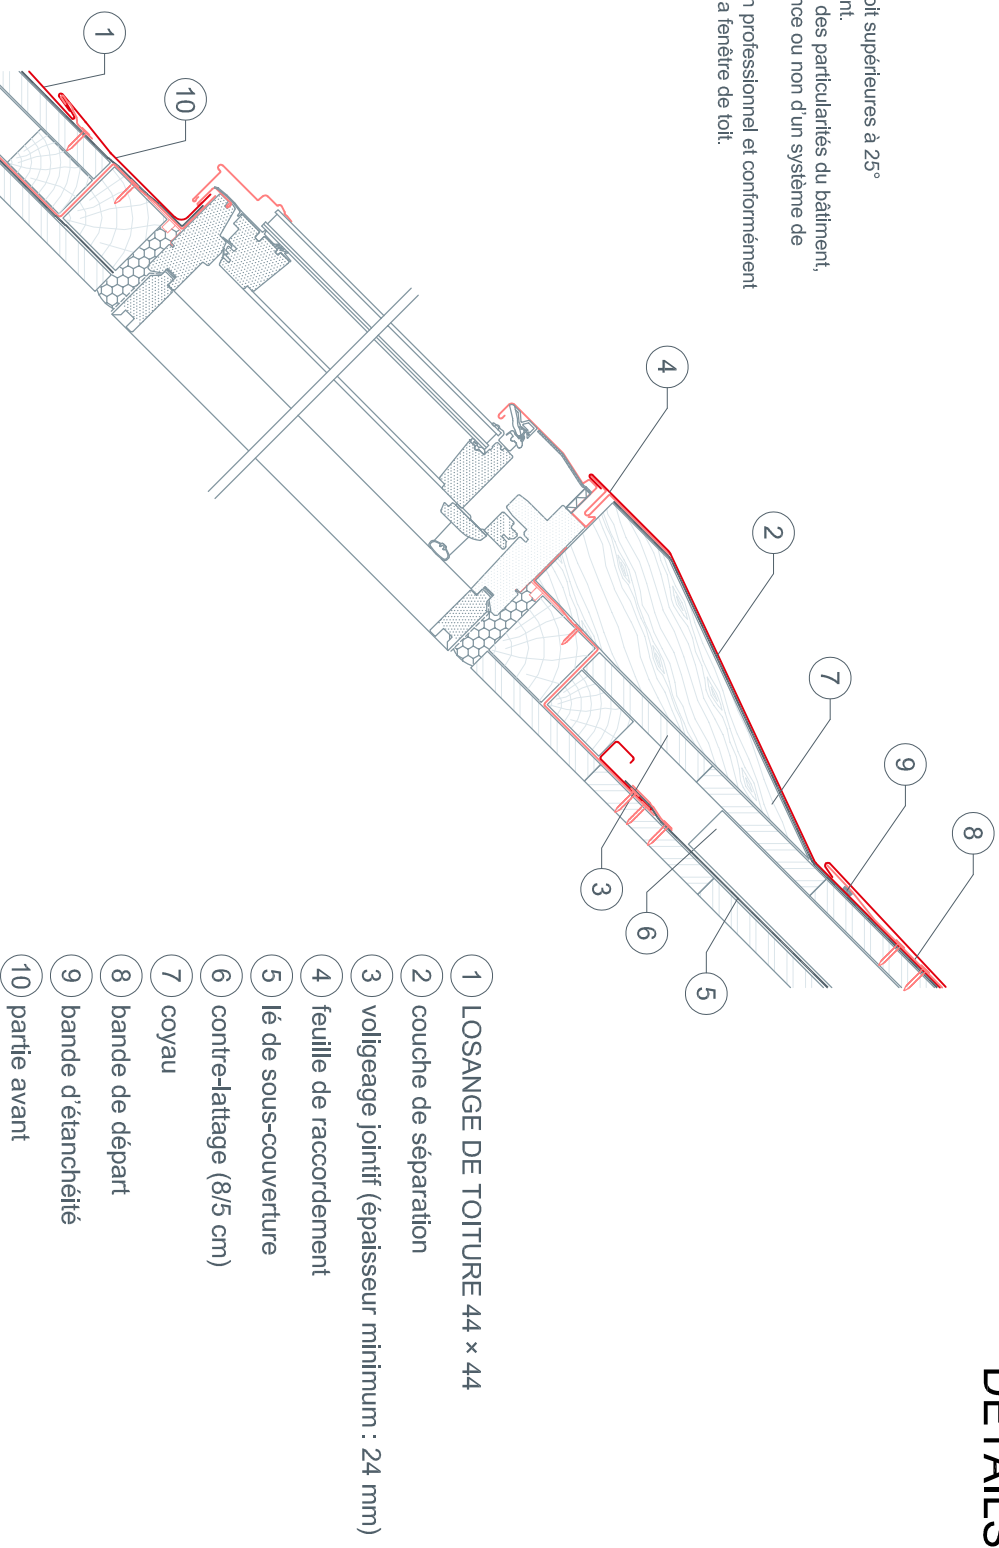 DÉTAILS
oit supérieures à 25°
nt.
des particularités du bâtiment,
nce ou non d'un système de
n professionnel et conformément
a fenêtre de toit.
1
10
4
2
7
9
8
3
6
5
1 LOSANGE DE TOITURE 44 × 44
2 couche de séparation
3 voligeage jointif (épaisseur minimum : 24 mm)
4 feuille de raccordement
5 lé de sous-couverture
6 contre-lattage (8/5 cm)
7 coyau
8 bande de départ
9 bande d'étanchéité
10 partie avant